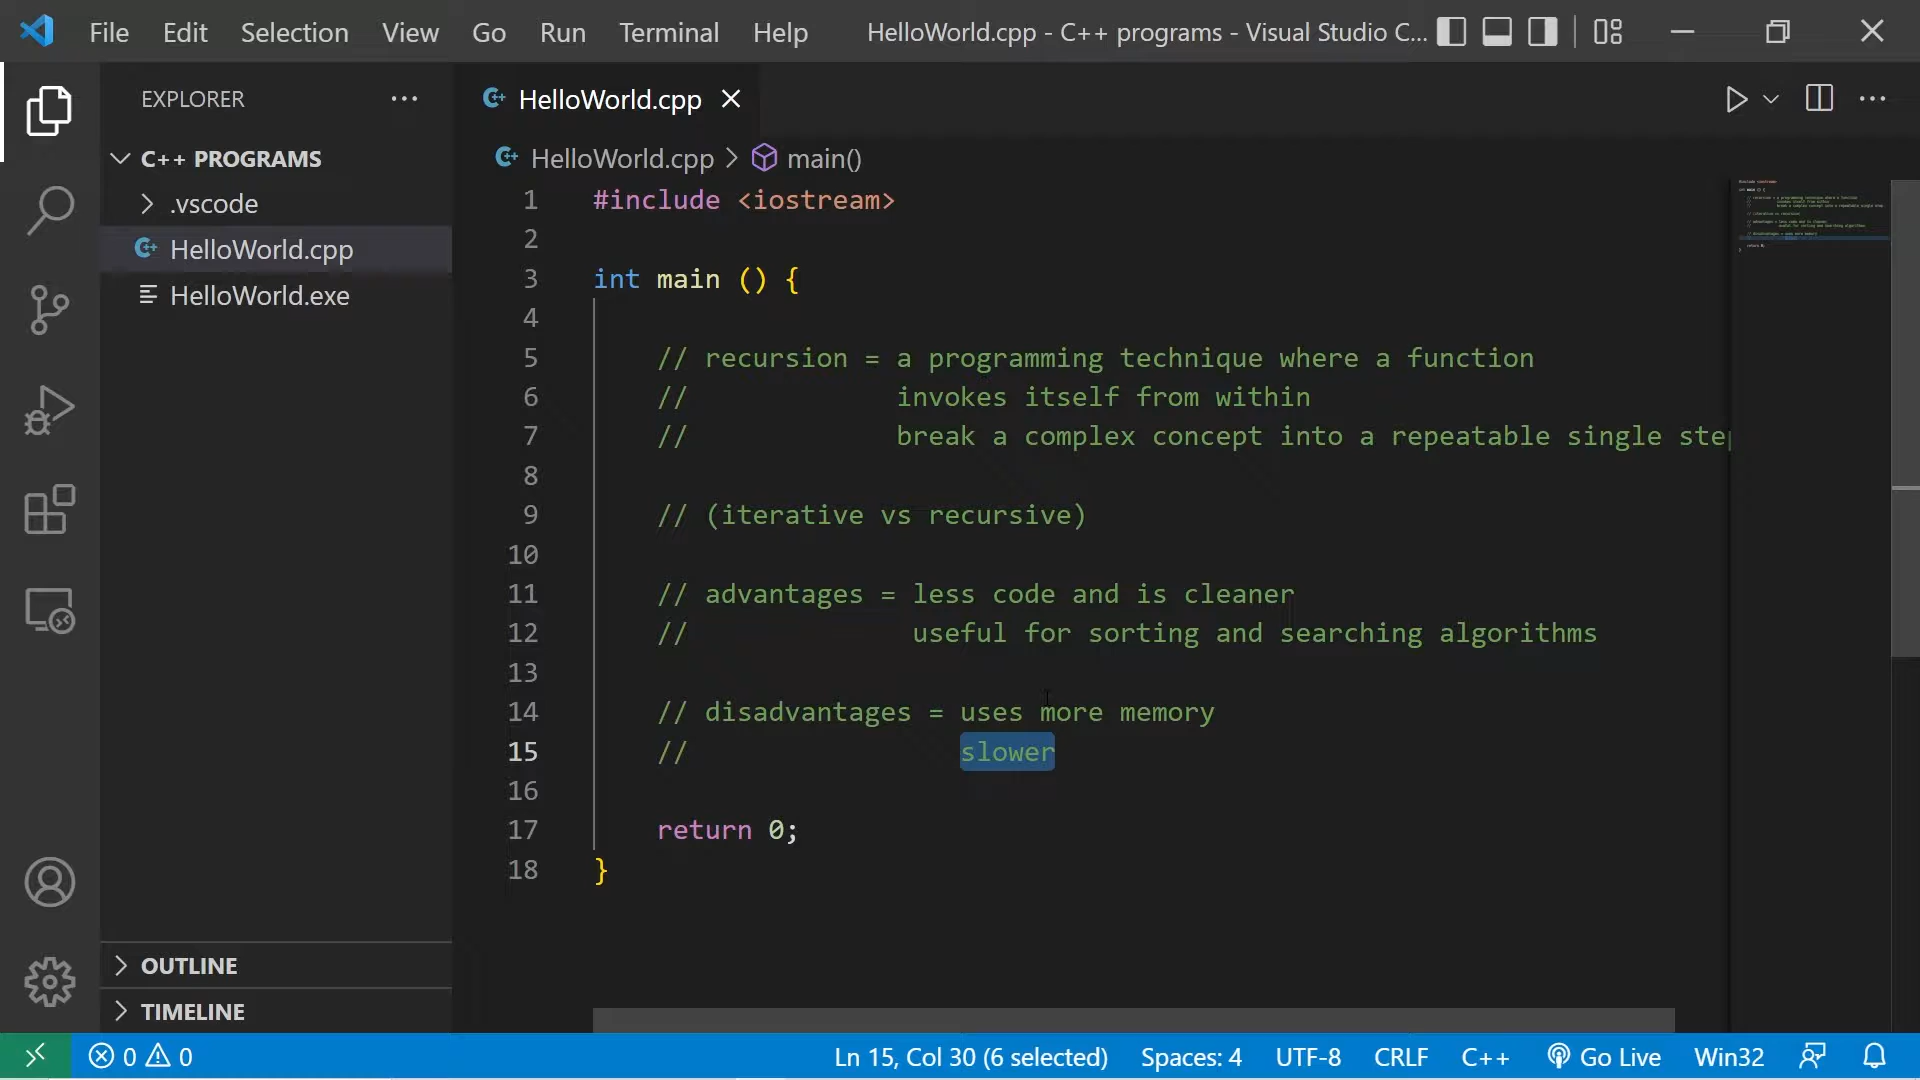 File Edit Selection View Go Run Terminal Help HelloWorld.cpp - C++ programs - Visual Studio C...
EXPLORER
C++ PROGRAMS
.vscode
HelloWorld.cpp
HelloWorld.exe
OUTLINE
TIMELINE
HelloWorld.cpp
HelloWorld.cpp > main()
1 #include <iostream>
2
3 int main () {
4
5 // recursion = a programming technique where a function
6 // invokes itself from within
7 // break a complex concept into a repeatable single step
8
9 // (iterative vs recursive)
10
11 // advantages = less code and is cleaner
12 // useful for sorting and searching algorithms
13
14 // disadvantages = uses more memory
15 // slower
16
17 return 0;
18 }
0 0 Ln 15, Col 30 (6 selected) Spaces: 4 UTF-8 CRLF C++ Go Live Win32